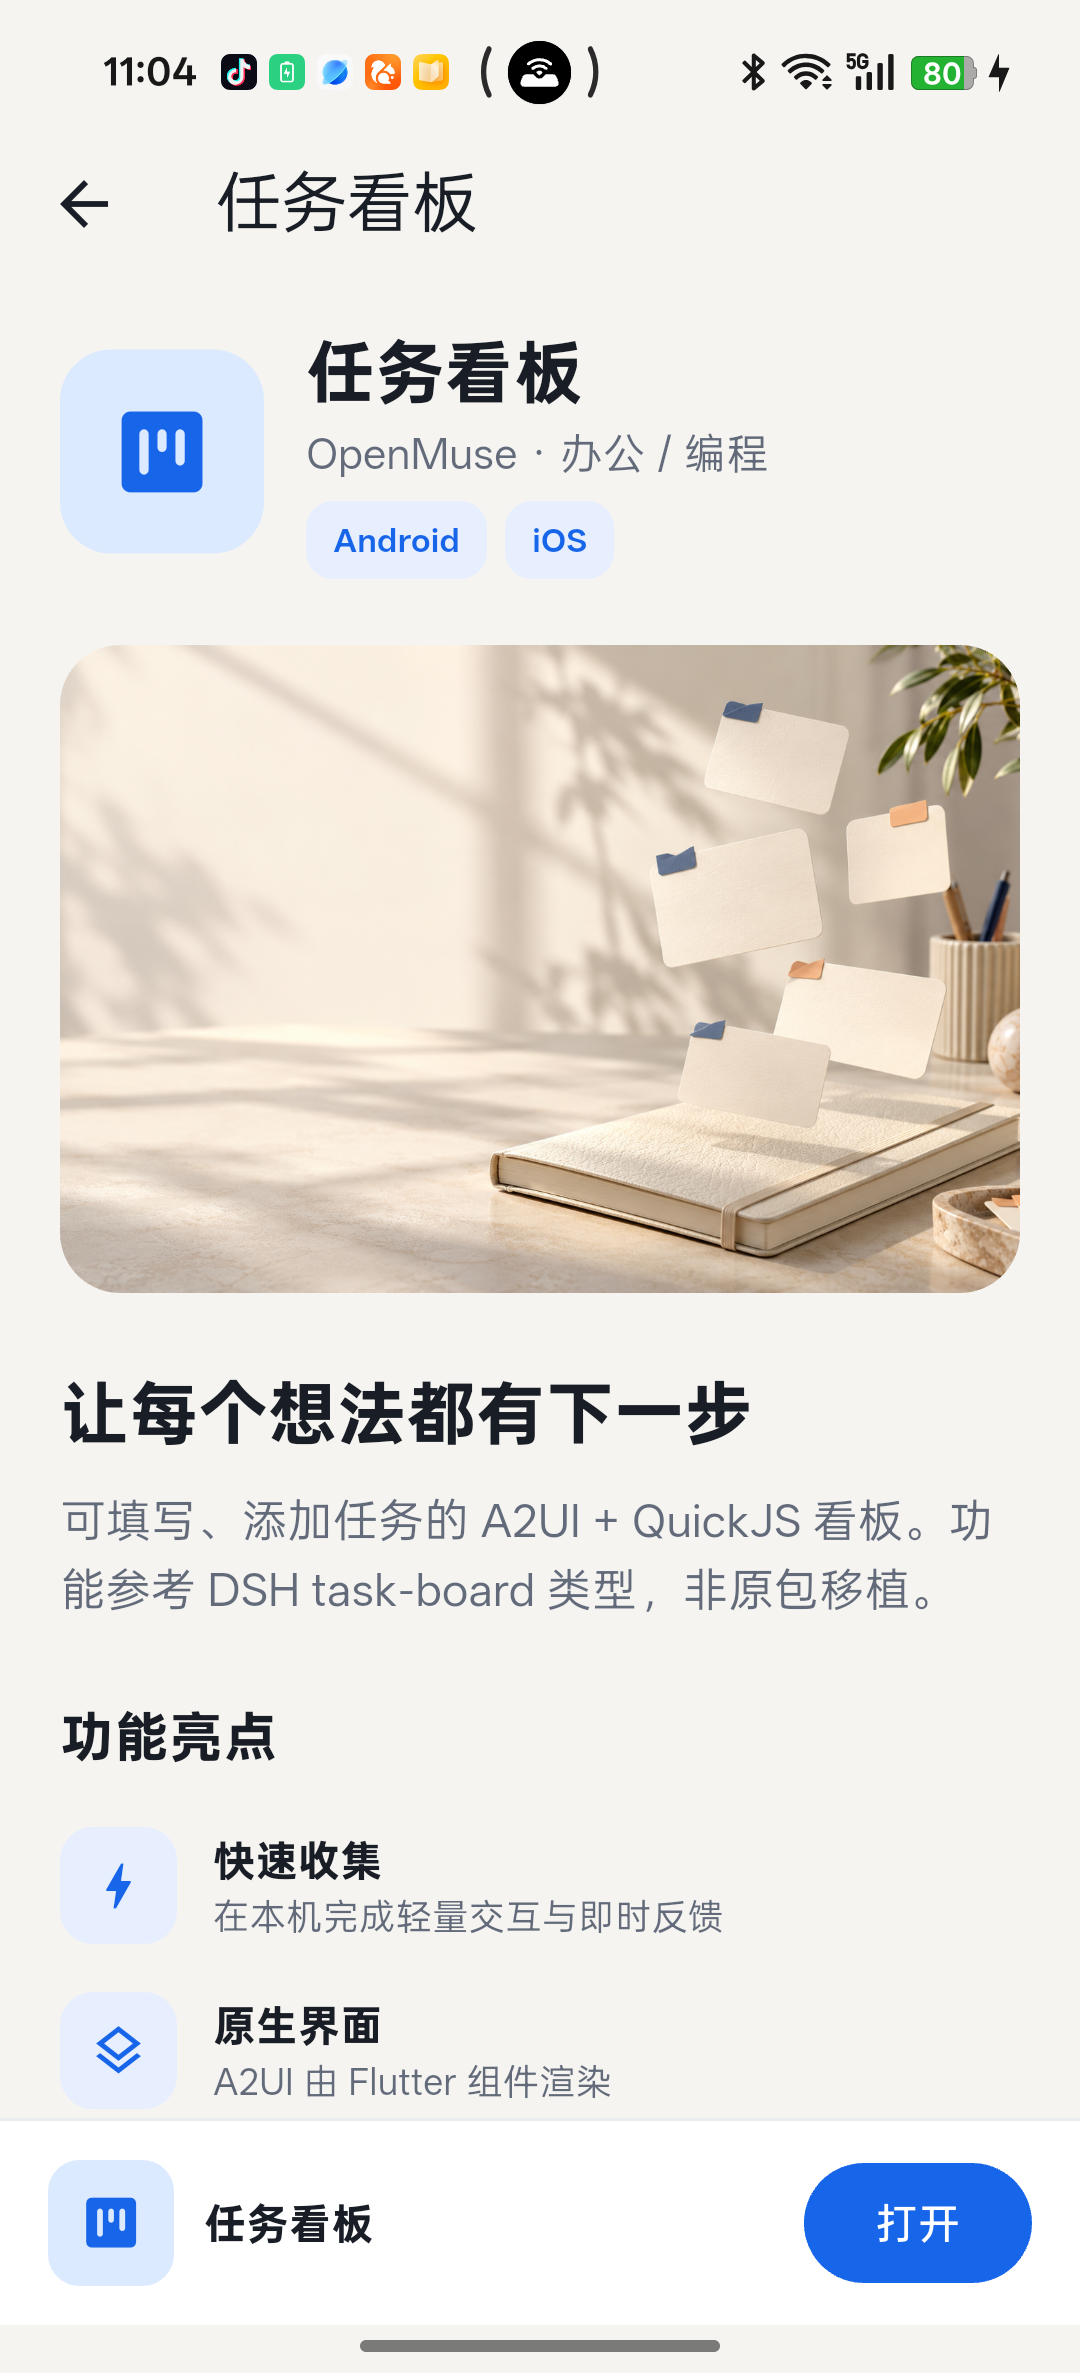 11:04
5G
80
任务看板
任务看板
OpenMuse · 办公 / 编程
Android
iOS
让每个想法都有下一步
可填写、添加任务的 A2UI + QuickJS 看板。功
能参考 DSH task-board 类型，非原包移植。
功能亮点
快速收集
在本机完成轻量交互与即时反馈
原生界面
A2UI 由 Flutter 组件渲染
任务看板
打开